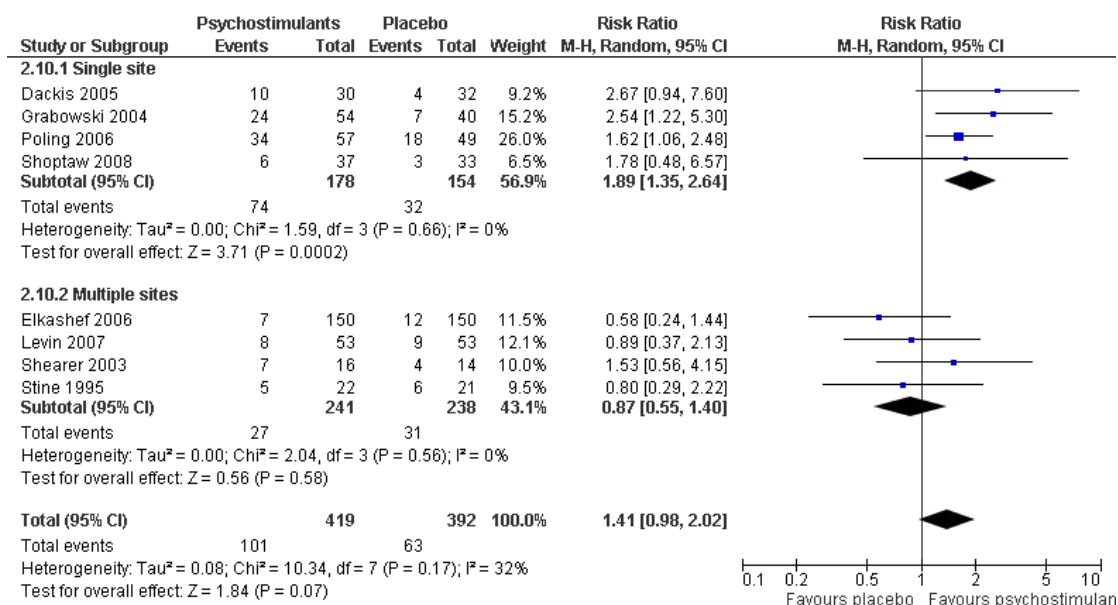 Psychostimulants Placebo Risk Ratio Risk Ratio
Study or Subgroup Events Total Events Total Weight M-H, Random, 95% CI M-H, Random, 95% CI
2.10.1 Single site
Dackis 2005 10 30 4 32 9.2% 2.67 [0.94, 7.60]
Grabowski 2004 24 54 7 40 15.2% 2.54 [1.22, 5.30]
Poling 2006 34 57 18 49 26.0% 1.62 [1.06, 2.48]
Shoptaw 2008 6 37 3 33 6.5% 1.78 [0.48, 6.57]
Subtotal (95% CI) 178 154 56.9% 1.89 [1.35, 2.64]
Total events 74 32
Heterogeneity: Tau² = 0.00; Chi² = 1.59, df = 3 (P = 0.66); I² = 0%
Test for overall effect: Z = 3.71 (P = 0.0002)
2.10.2 Multiple sites
Elkashef 2006 7 150 12 150 11.5% 0.58 [0.24, 1.44]
Levin 2007 8 53 9 53 12.1% 0.89 [0.37, 2.13]
Shearer 2003 7 16 4 14 10.0% 1.53 [0.56, 4.15]
Stine 1995 5 22 6 21 9.5% 0.80 [0.29, 2.22]
Subtotal (95% CI) 241 238 43.1% 0.87 [0.55, 1.40]
Total events 27 31
Heterogeneity: Tau² = 0.00; Chi² = 2.04, df = 3 (P = 0.56); I² = 0%
Test for overall effect: Z = 0.56 (P = 0.58)
Total (95% CI) 419 392 100.0% 1.41 [0.98, 2.02]
Total events 101 63
Heterogeneity: Tau² = 0.08; Chi² = 10.34, df = 7 (P = 0.17); I² = 32%
Test for overall effect: Z = 1.84 (P = 0.07)
0.1 0.2 0.5 1 2 5 10
Favours placebo Favours psychostimulan